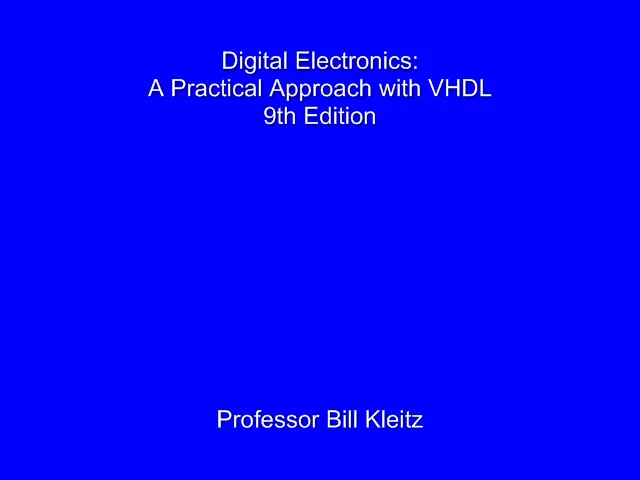 Digital Electronics:
A Practical Approach with VHDL
9th Edition
Professor Bill Kleitz